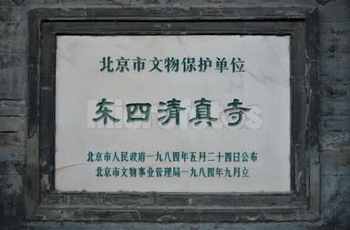 北京市文物保护单位
东四清真寺
北京市人民政府一九八四年五月二十四日公布
北京市文物事业管理局一九八四年九月立